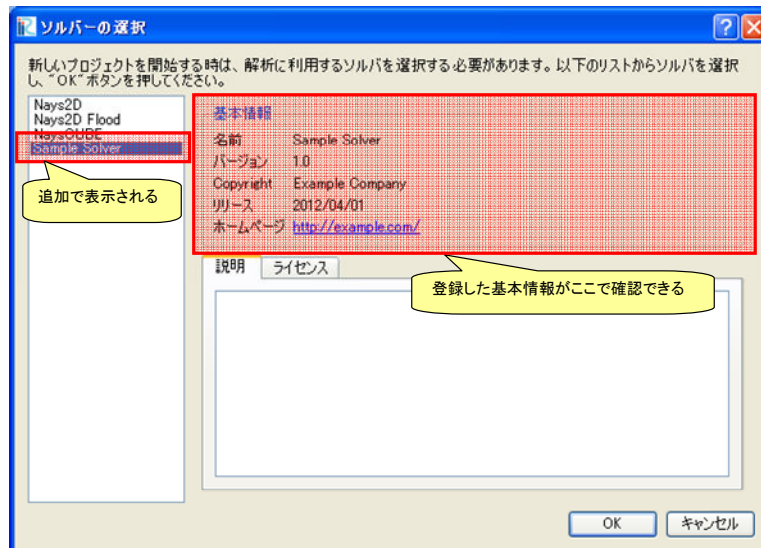 ソルバーの選択
新しいプロジェクトを開始する時は、解析に利用するソルバを選択する必要があります。以下のリストからソルバを選択
し、"OK"ボタンを押してください。
Nays2D
Nays2D Flood
NaysCUBE
Sample Solver
追加で表示される
基本情報
名前 Sample Solver
バージョン 1.0
Copyright Example Company
リリース 2012/04/01
ホームページ http://example.com/
説明 ライセンス
登録した基本情報がここで確認できる
OK キャンセル